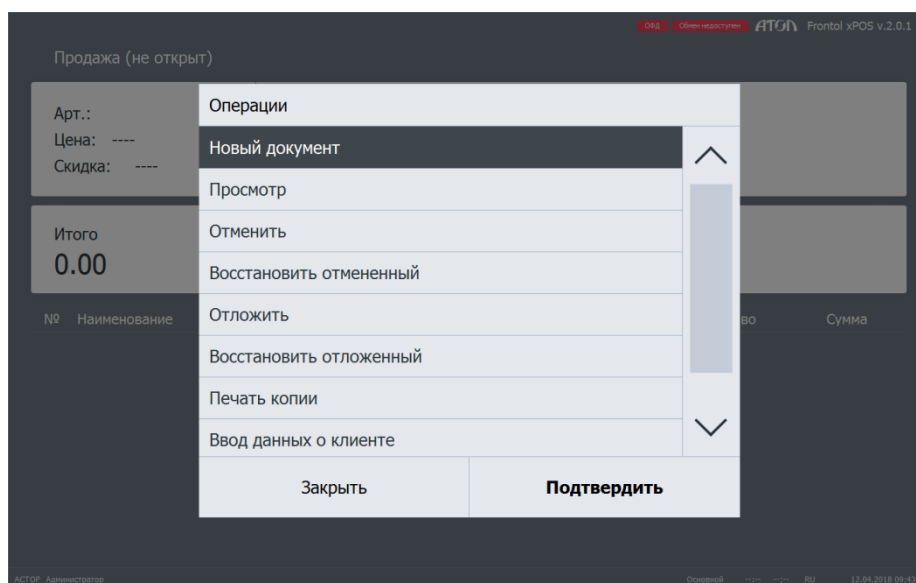 ОФД Обмен недоступен АТОЛ Frontol xPOS v.2.0.1
Продажа (не открыт)
Арт.:
Цена: ----
Скидка: ----
Итого
0.00
№ Наименование во Сумма
Операции
Новый документ
Просмотр
Отменить
Восстановить отмененный
Отложить
Восстановить отложенный
Печать копии
Ввод данных о клиенте
Закрыть Подтвердить
АСТОР Администратор Основной --:-- --:-- RU 12.04.2018 09:43